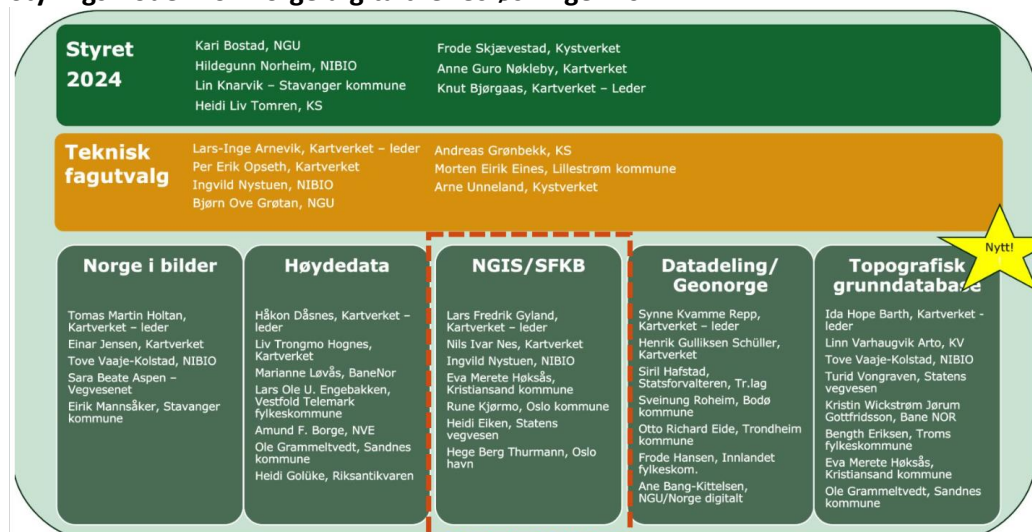 Styret
2024
Kari Bostad, NGU
Hildegunn Norheim, NIBIO
Lin Knarvik – Stavanger kommune
Heidi Liv Tomren, KS
Frode Skjævestad, Kystverket
Anne Guro Nøkleby, Kartverket
Knut Bjørgaas, Kartverket – Leder
Teknisk
fagutvalg
Lars-Inge Arnevik, Kartverket – leder
Per Erik Opseth, Kartverket
Ingvild Nystuen, NIBIO
Bjørn Ove Grøtan, NGU
Andreas Grønbekk, KS
Morten Eirik Eines, Lillestrøm kommune
Arne Unneland, Kystverket
Nytt!
Norge i bilder
Tomas Martin Holtan,
Kartverket – leder
Einar Jensen, Kartverket
Tove Vaaje-Kolstad, NIBIO
Sara Beate Aspen –
Vegvesenet
Eirik Mannsåker, Stavanger
kommune
Høydedata
Håkon Dåsnes, Kartverket –
leder
Liv Trongmo Hognes,
Kartverket
Marianne Løvås, BaneNor
Lars Ole U. Engebakken,
Vestfold Telemark
fylkeskommune
Amund F. Borge, NVE
Ole Grammeltvedt, Sandnes
kommune
Heidi Golüke, Riksantikvaren
NGIS/SFKB
Lars Fredrik Gyland,
Kartverket – leder
Nils Ivar Nes, Kartverket
Ingvild Nystuen, NIBIO
Eva Merete Høksås,
Kristiansand kommune
Rune Kjørmo, Oslo kommune
Heidi Eiken, Statens
vegvesen
Hege Berg Thurmann, Oslo
havn
Datadeling/
Geonorge
Synne Kvamme Repp,
Kartverket – leder
Henrik Gulliksen Schüller,
Kartverket
Siril Hafstad,
Statsforvalteren, Tr.lag
Sveinung Roheim, Bodø
kommune
Otto Richard Eide, Trondheim
kommune
Frode Hansen, Innlandet
fylkeskom.
Ane Bang-Kittelsen,
NGU/Norge digitalt
Topografisk
grunndatabase
Ida Hope Barth, Kartverket -
leder
Linn Varhaugvik Arto, KV
Tove Vaaje-Kolstad, NIBIO
Turid Vongraven, Statens
vegvesen
Kristin Wickstrøm Jørum
Gottfridsson, Bane NOR
Bength Eriksen, Troms
fylkeskommune
Eva Merete Høksås,
Kristiansand kommune
Ole Grammeltvedt, Sandnes
kommune